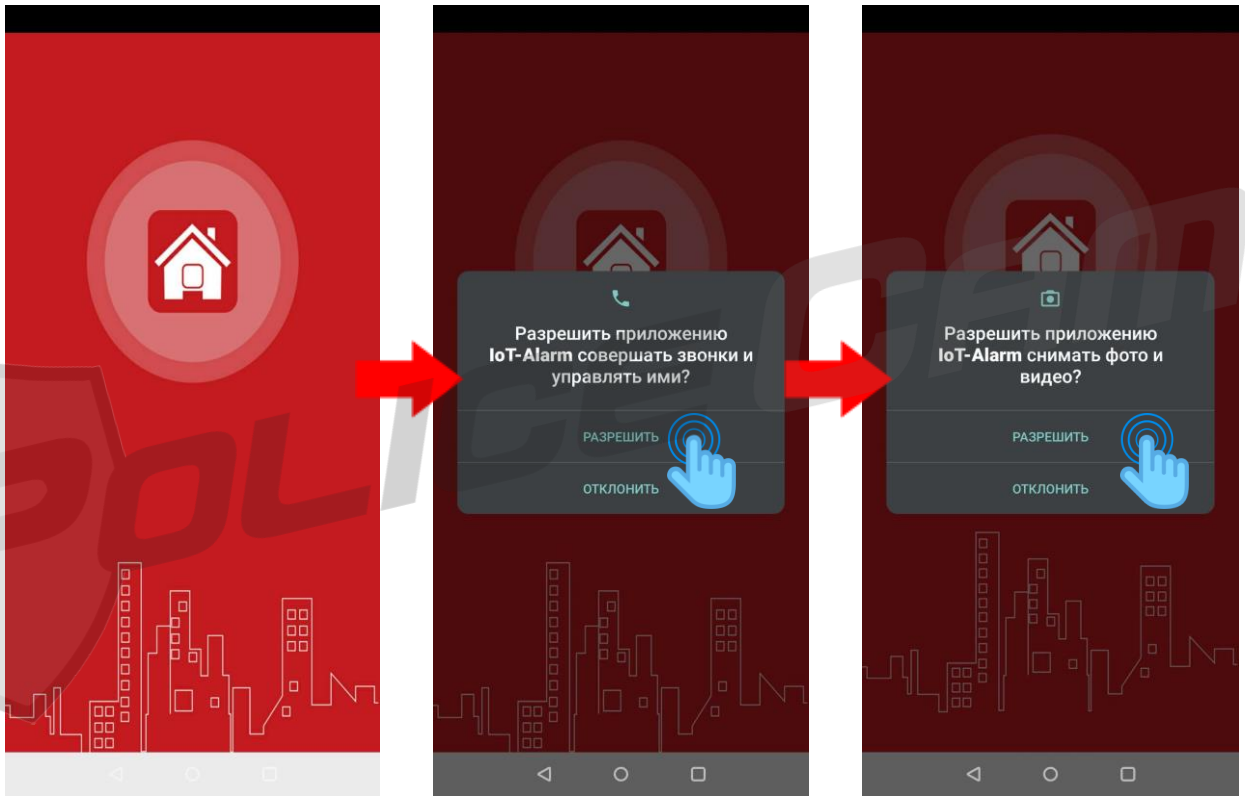 Разрешить приложению
IoT-Alarm совершать звонки и
управлять ими?
РАЗРЕШИТЬ
ОТКЛОНИТЬ
Разрешить приложению
IoT-Alarm снимать фото и
видео?
РАЗРЕШИТЬ
ОТКЛОНИТЬ
POLICECAM